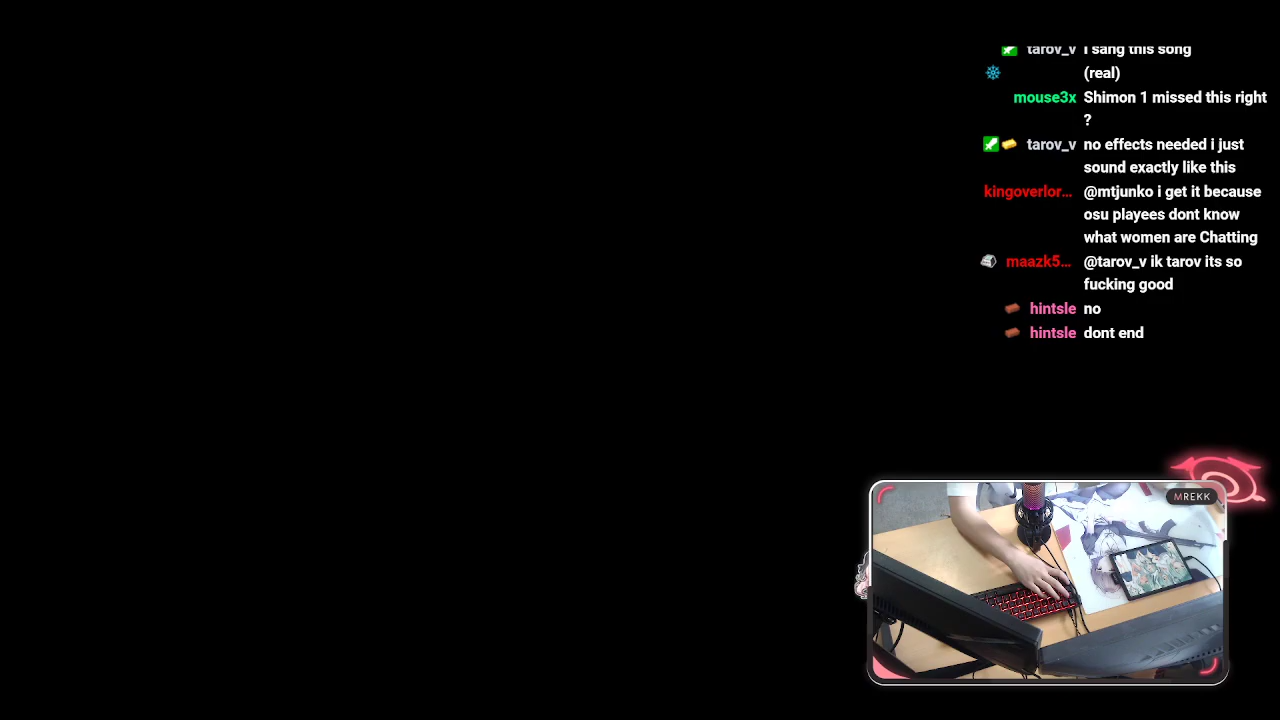 tarov_v i sang this song
(real)
mouse3x Shimon 1 missed this right
?
tarov_v no effects needed i just
sound exactly like this
kingoverlor... @mtjunko i get it because
osu playees dont know
what women are Chatting
maazk5... @tarov_v ik tarov its so
fucking good
hintsle no
hintsle dont end
MREKK